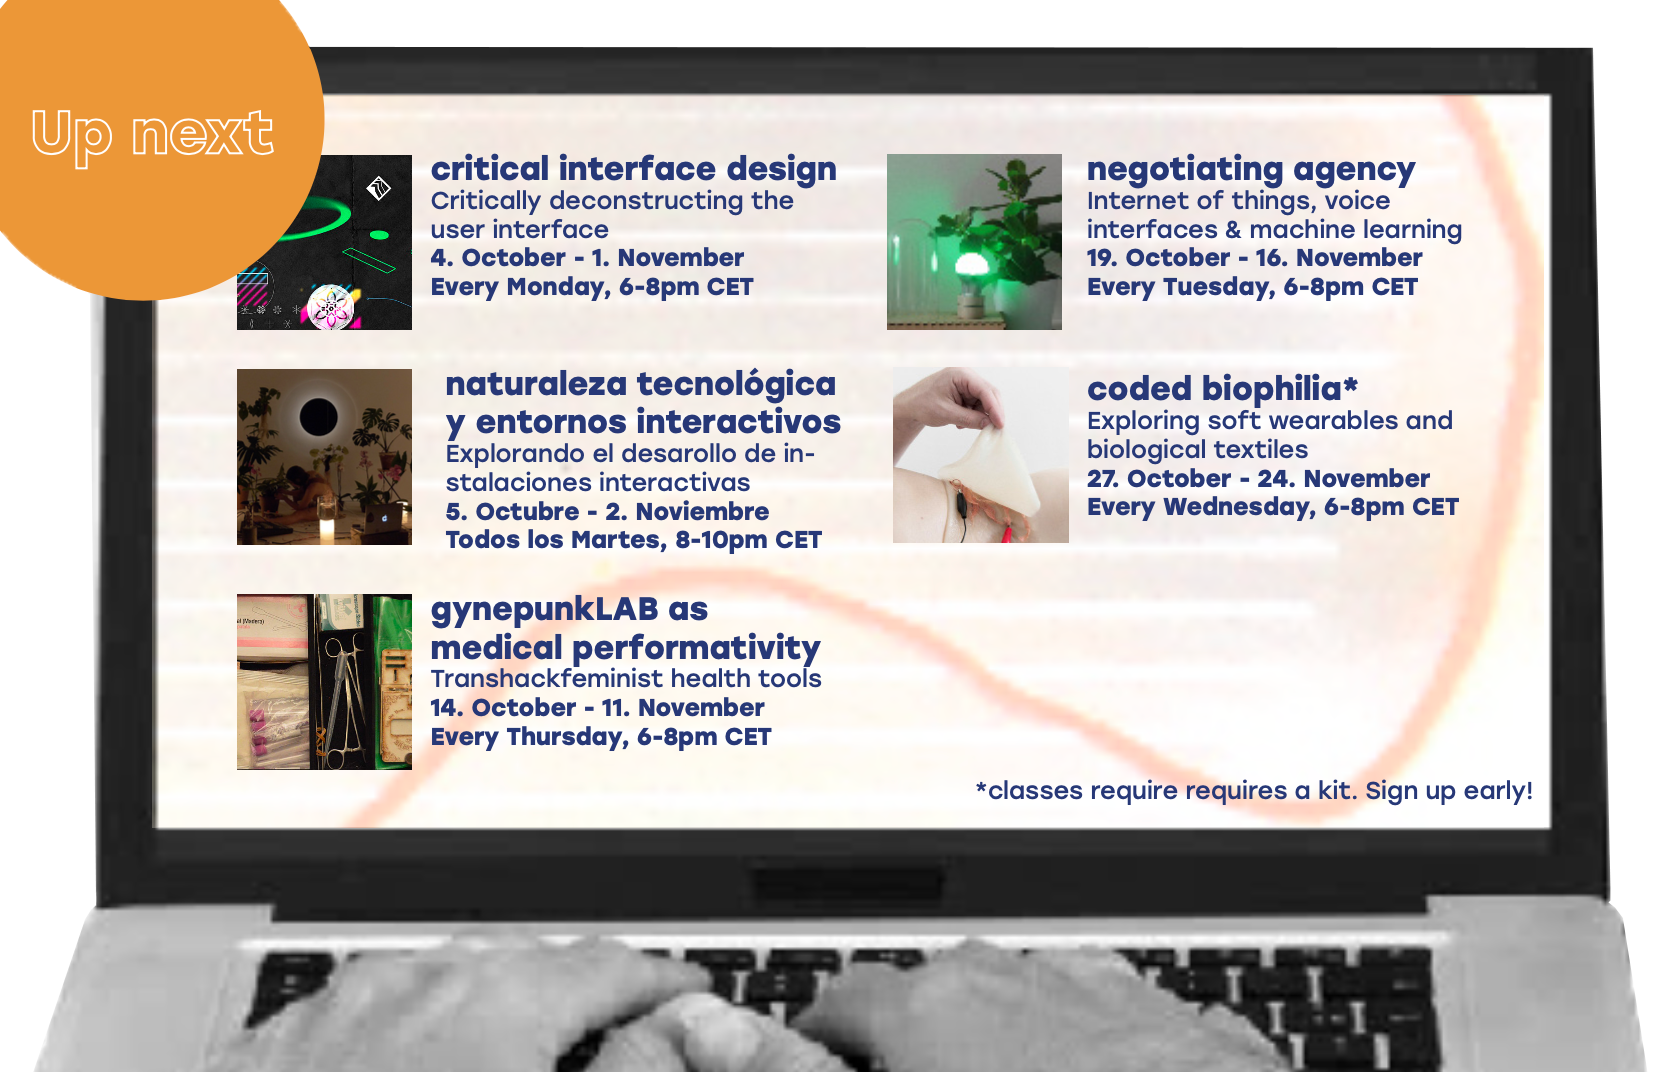 Up next
critical interface design
Critically deconstructing the
user interface
4. October - 1. November
Every Monday, 6-8pm CET
naturaleza tecnológica
y entornos interactivos
Explorando el desarollo de in-
stalaciones interactivas
5. Octubre - 2. Noviembre
Todos los Martes, 8-10pm CET
gynepunkLAB as
medical performativity
Transhackfeminist health tools
14. October - 11. November
Every Thursday, 6-8pm CET
negotiating agency
Internet of things, voice
interfaces & machine learning
19. October - 16. November
Every Tuesday, 6-8pm CET
coded biophilia*
Exploring soft wearables and
biological textiles
27. October - 24. November
Every Wednesday, 6-8pm CET
*classes require requires a kit. Sign up early!